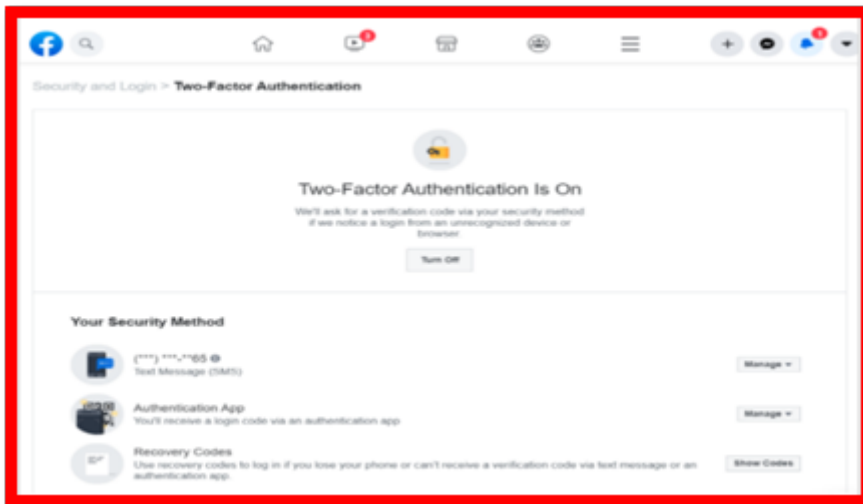 Security and Login > Two-Factor Authentication
Two-Factor Authentication Is On
We'll ask for a verification code via your security method
if we notice a login from an unrecognized device or
browser.
Turn Off
Your Security Method
(***) ***-**65
Text Message (SMS)
Manage
Authentication App
You'll receive a login code via an authentication app
Manage
Recovery Codes
Use recovery codes to log in if you lose your phone or can't receive a verification code via text message or an
authentication app.
Show Codes